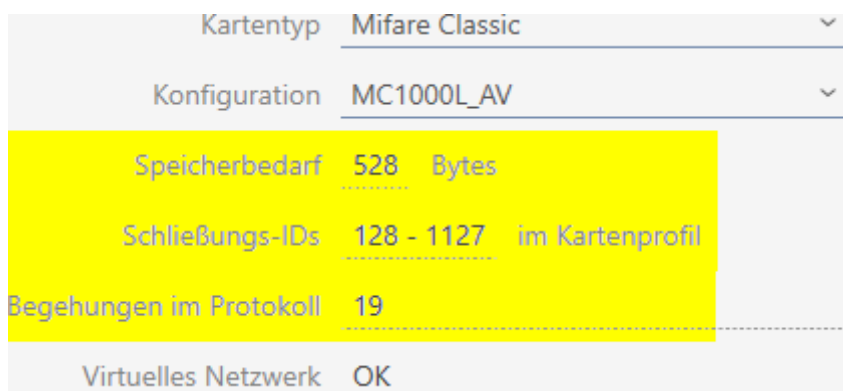 Kartentyp Mifare Classic
Konfiguration MC1000L_AV
Speicherbedarf 528 Bytes
Schließungs-IDs 128 - 1127 im Kartenprofil
Begehungen im Protokoll 19
Virtuelles Netzwerk OK